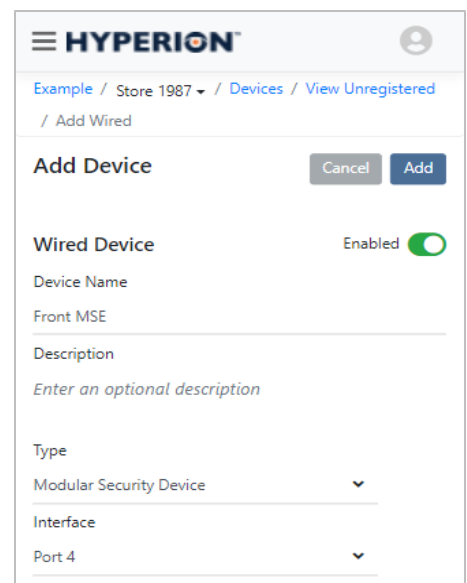 HYPERION™
Example / Store 1987 / Devices / View Unregistered
/ Add Wired
Add Device Cancel Add
Wired Device Enabled
Device Name
Front MSE
Description
Enter an optional description
Type
Modular Security Device
Interface
Port 4